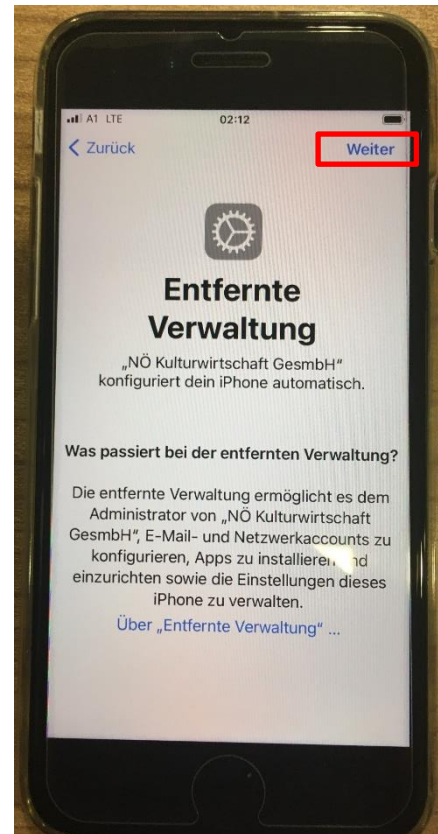 A1 LTE 02:12
Zurück Weiter
Entfernte
Verwaltung
„NÖ Kulturwirtschaft GesmbH"
konfiguriert dein iPhone automatisch.
Was passiert bei der entfernten Verwaltung?
Die entfernte Verwaltung ermöglicht es dem
Administrator von „NÖ Kulturwirtschaft
GesmbH", E-Mail- und Netzwerkaccounts zu
konfigurieren, Apps zu installieren und
einzurichten sowie die Einstellungen dieses
iPhone zu verwalten.
Über „Entfernte Verwaltung" ...